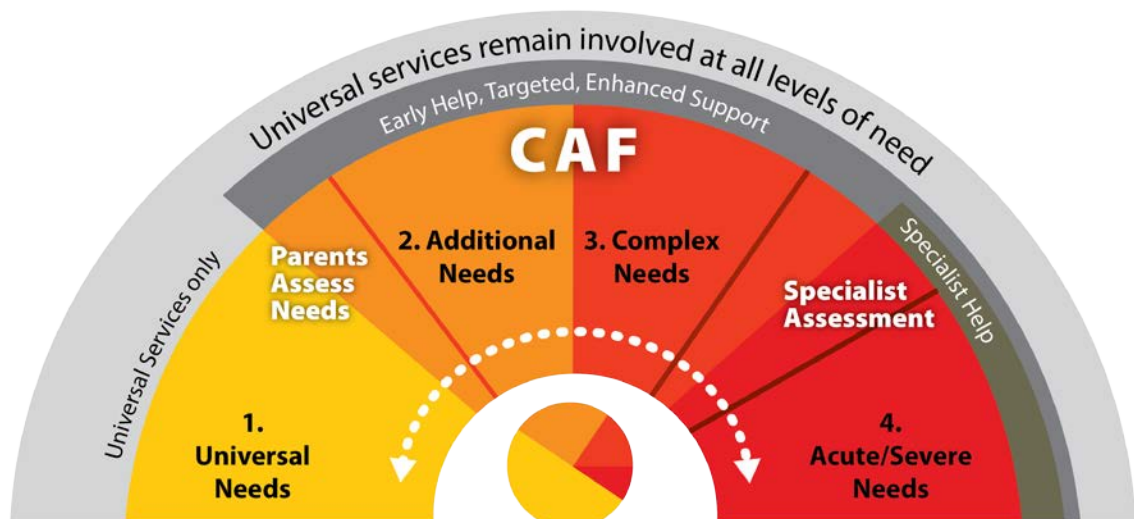 Universal services remain involved at all levels of need
Early Help, Targeted, Enhanced Support
CAF
Universal Services only
Parents
Assess
Needs
2. Additional
Needs
3. Complex
Needs
Specialist
Assessment
Specialist Help
1.
Universal
Needs
4.
Acute/Severe
Needs